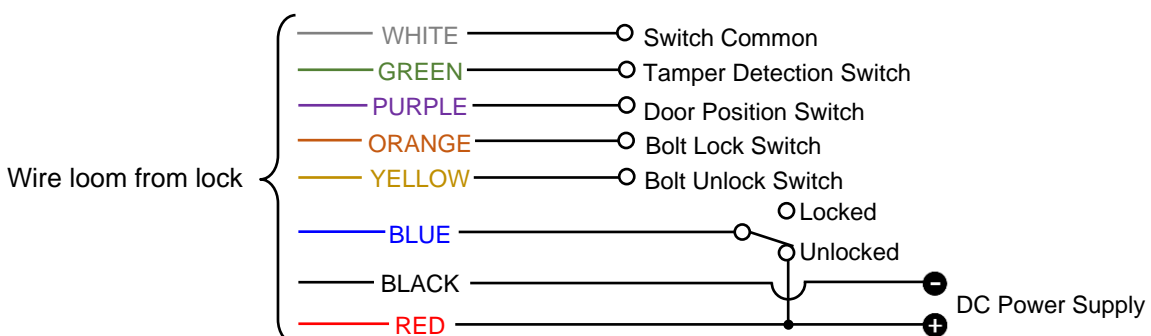 WHITE Switch Common
GREEN Tamper Detection Switch
PURPLE Door Position Switch
ORANGE Bolt Lock Switch
Wire loom from lock
YELLOW Bolt Unlock Switch
Locked
BLUE
Unlocked
BLACK -
DC Power Supply
RED +